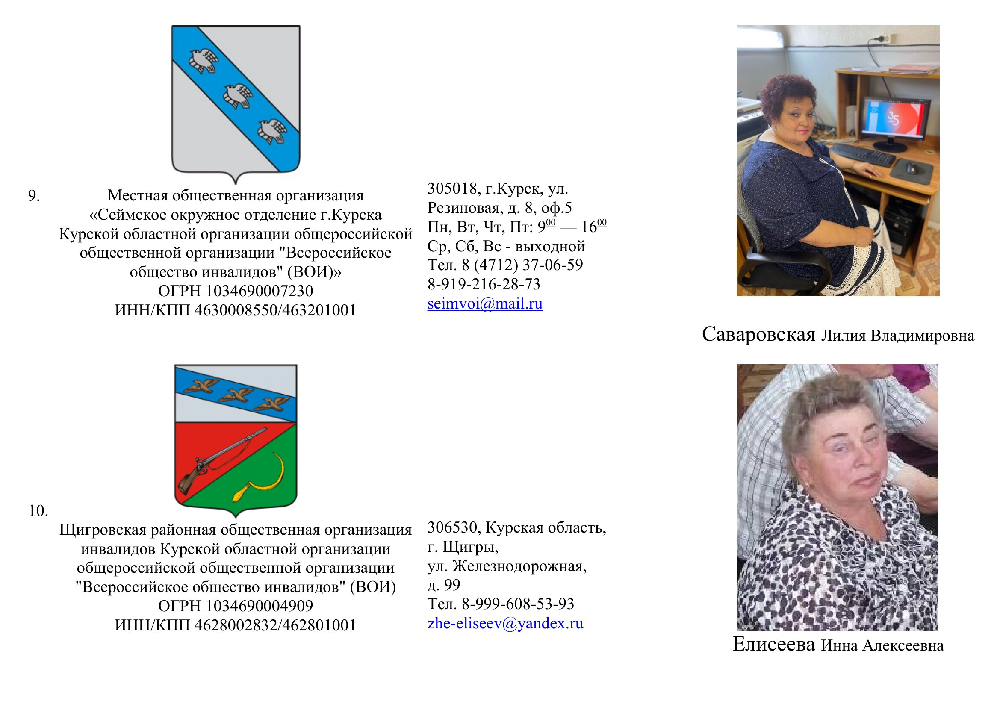 9.
Местная общественная организация
«Сеймское окружное отделение г.Курска
Курской областной организации общероссийской
общественной организации "Всероссийское
общество инвалидов" (ВОИ)»
ОГРН 1034690007230
ИНН/КПП 4630008550/463201001
305018, г.Курск, ул.
Резиновая, д. 8, оф.5
Пн, Вт, Чт, Пт: 9⁰⁰ — 16⁰⁰
Ср, Сб, Вс - выходной
Тел. 8 (4712) 37-06-59
8-919-216-28-73
seimvoi@mail.ru
35
Саваровская Лилия Владимировна
10.
Щигровская районная общественная организация
инвалидов Курской областной организации
общероссийской общественной организации
"Всероссийское общество инвалидов" (ВОИ)
ОГРН 1034690004909
ИНН/КПП 4628002832/462801001
306530, Курская область,
г. Щигры,
ул. Железнодорожная,
д. 99
Тел. 8-999-608-53-93
zhe-eliseev@yandex.ru
Елисеева Инна Алексеевна